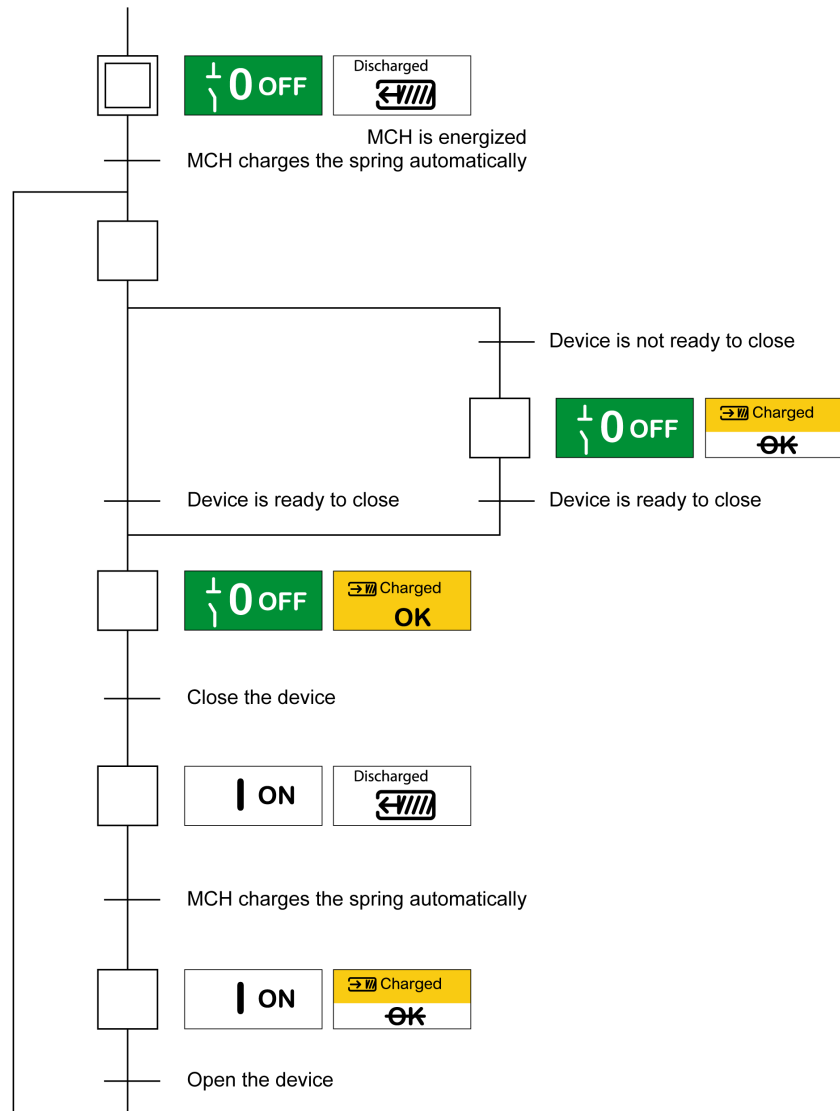 0 OFF
Discharged
MCH is energized
MCH charges the spring automatically
Device is not ready to close
0 OFF
Charged
OK
Device is ready to close
Device is ready to close
0 OFF
Charged
OK
Close the device
I ON
Discharged
MCH charges the spring automatically
I ON
Charged
OK
Open the device